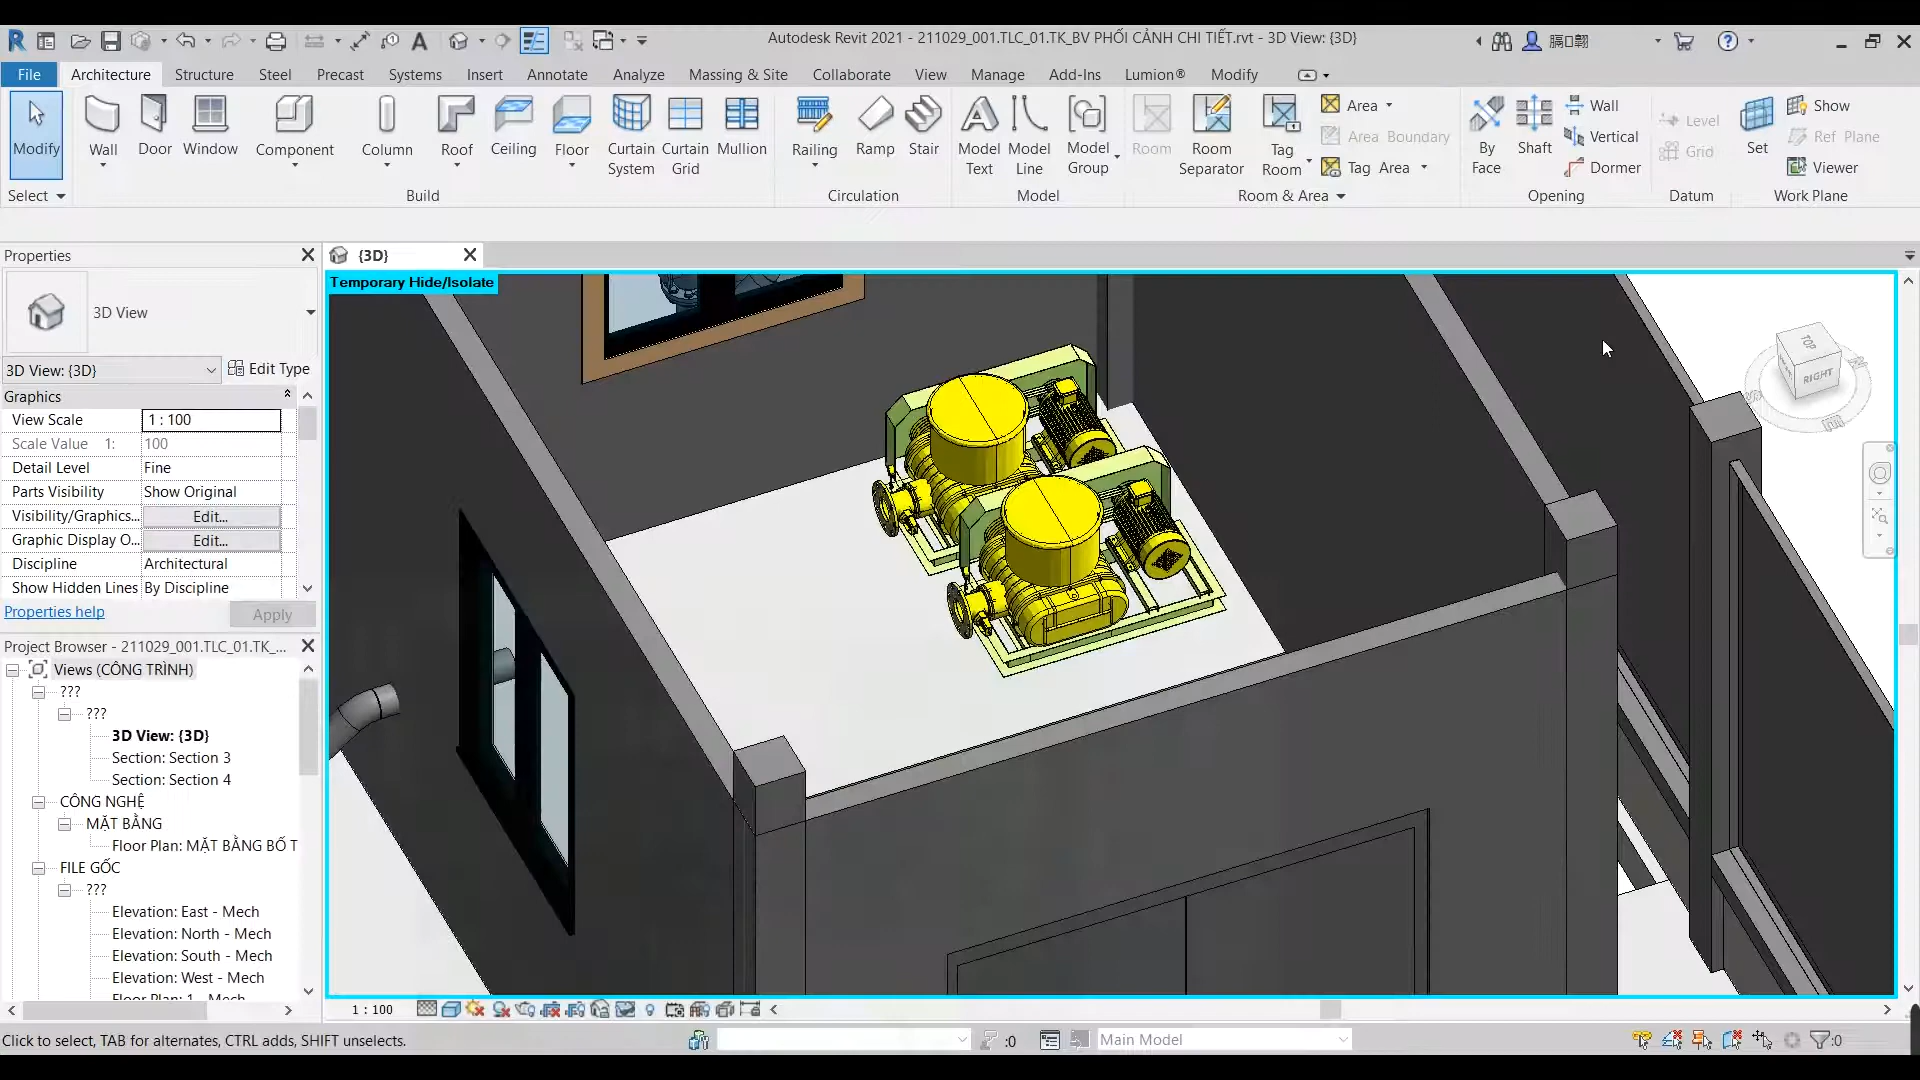 Autodesk Revit 2021 - 211029_001.TLC_01.TK_BV PHỐI CẢNH CHI TIẾT.rvt - 3D View: {3D}
File Architecture Structure Steel Precast Systems Insert Annotate Analyze Massing & Site Collaborate View Manage Add-Ins Lumion® Modify
Modify Wall Door Window Component Column Roof Ceiling Floor Curtain System Curtain Grid Mullion Railing Ramp Stair Model Text Model Line Model Group Room Room Separator Tag Room
Area
Area Boundary
Tag Area
By Face Shaft
Wall
Vertical
Dormer
Level
Grid
Set
Show
Ref Plane
Viewer
Select Build Circulation Model Room & Area Opening Datum Work Plane
Properties
{3D}
Temporary Hide/Isolate
3D View
3D View: {3D} Edit Type
Graphics
View Scale 1 : 100
Scale Value 1: 100
Detail Level Fine
Parts Visibility Show Original
Visibility/Graphics... Edit...
Graphic Display O... Edit...
Discipline Architectural
Show Hidden Lines By Discipline
Properties help Apply
Project Browser - 211029_001.TLC_01.TK_...
Views (CÔNG TRÌNH)
???
???
3D View: {3D}
Section: Section 3
Section: Section 4
CÔNG NGHỆ
MẶT BẰNG
Floor Plan: MẶT BẰNG BỐ T
FILE GỐC
???
Elevation: East - Mech
Elevation: North - Mech
Elevation: South - Mech
Elevation: West - Mech
Floor Plan: 1 - Mech
TOP
RIGHT
1 : 100
Click to select, TAB for alternates, CTRL adds, SHIFT unselects.
:0
Main Model
:0